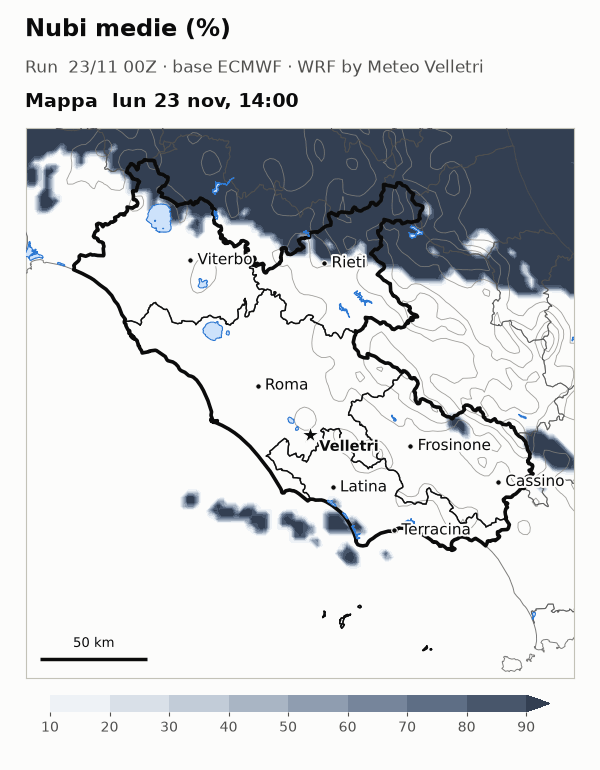 Nubi medie (%)
Run 23/11 00Z · base ECMWF · WRF by Meteo Velletri
Mappa lun 23 nov, 14:00
Viterbo
Rieti
Roma
Velletri
Frosinone
Cassino
Latina
Terracina
50 km
10 20 30 40 50 60 70 80 90